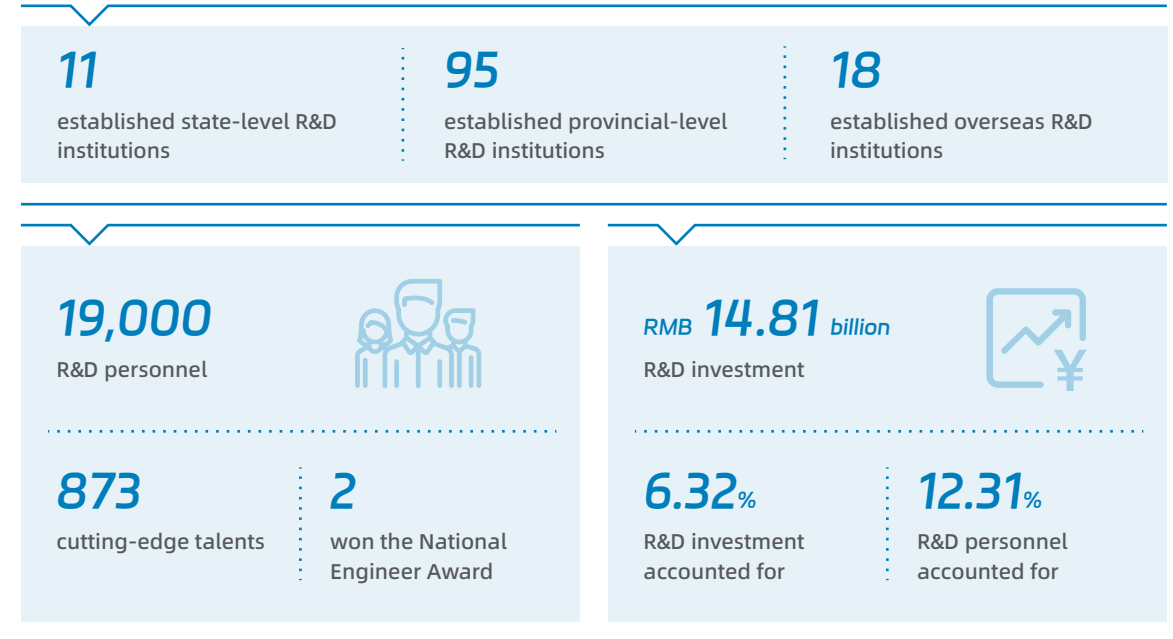 11
established state-level R&D
institutions
95
established provincial-level
R&D institutions
18
established overseas R&D
institutions
19,000
R&D personnel
873
cutting-edge talents
2
won the National
Engineer Award
RMB 14.81 billion
R&D investment
¥
6.32%
R&D investment
accounted for
12.31%
R&D personnel
accounted for